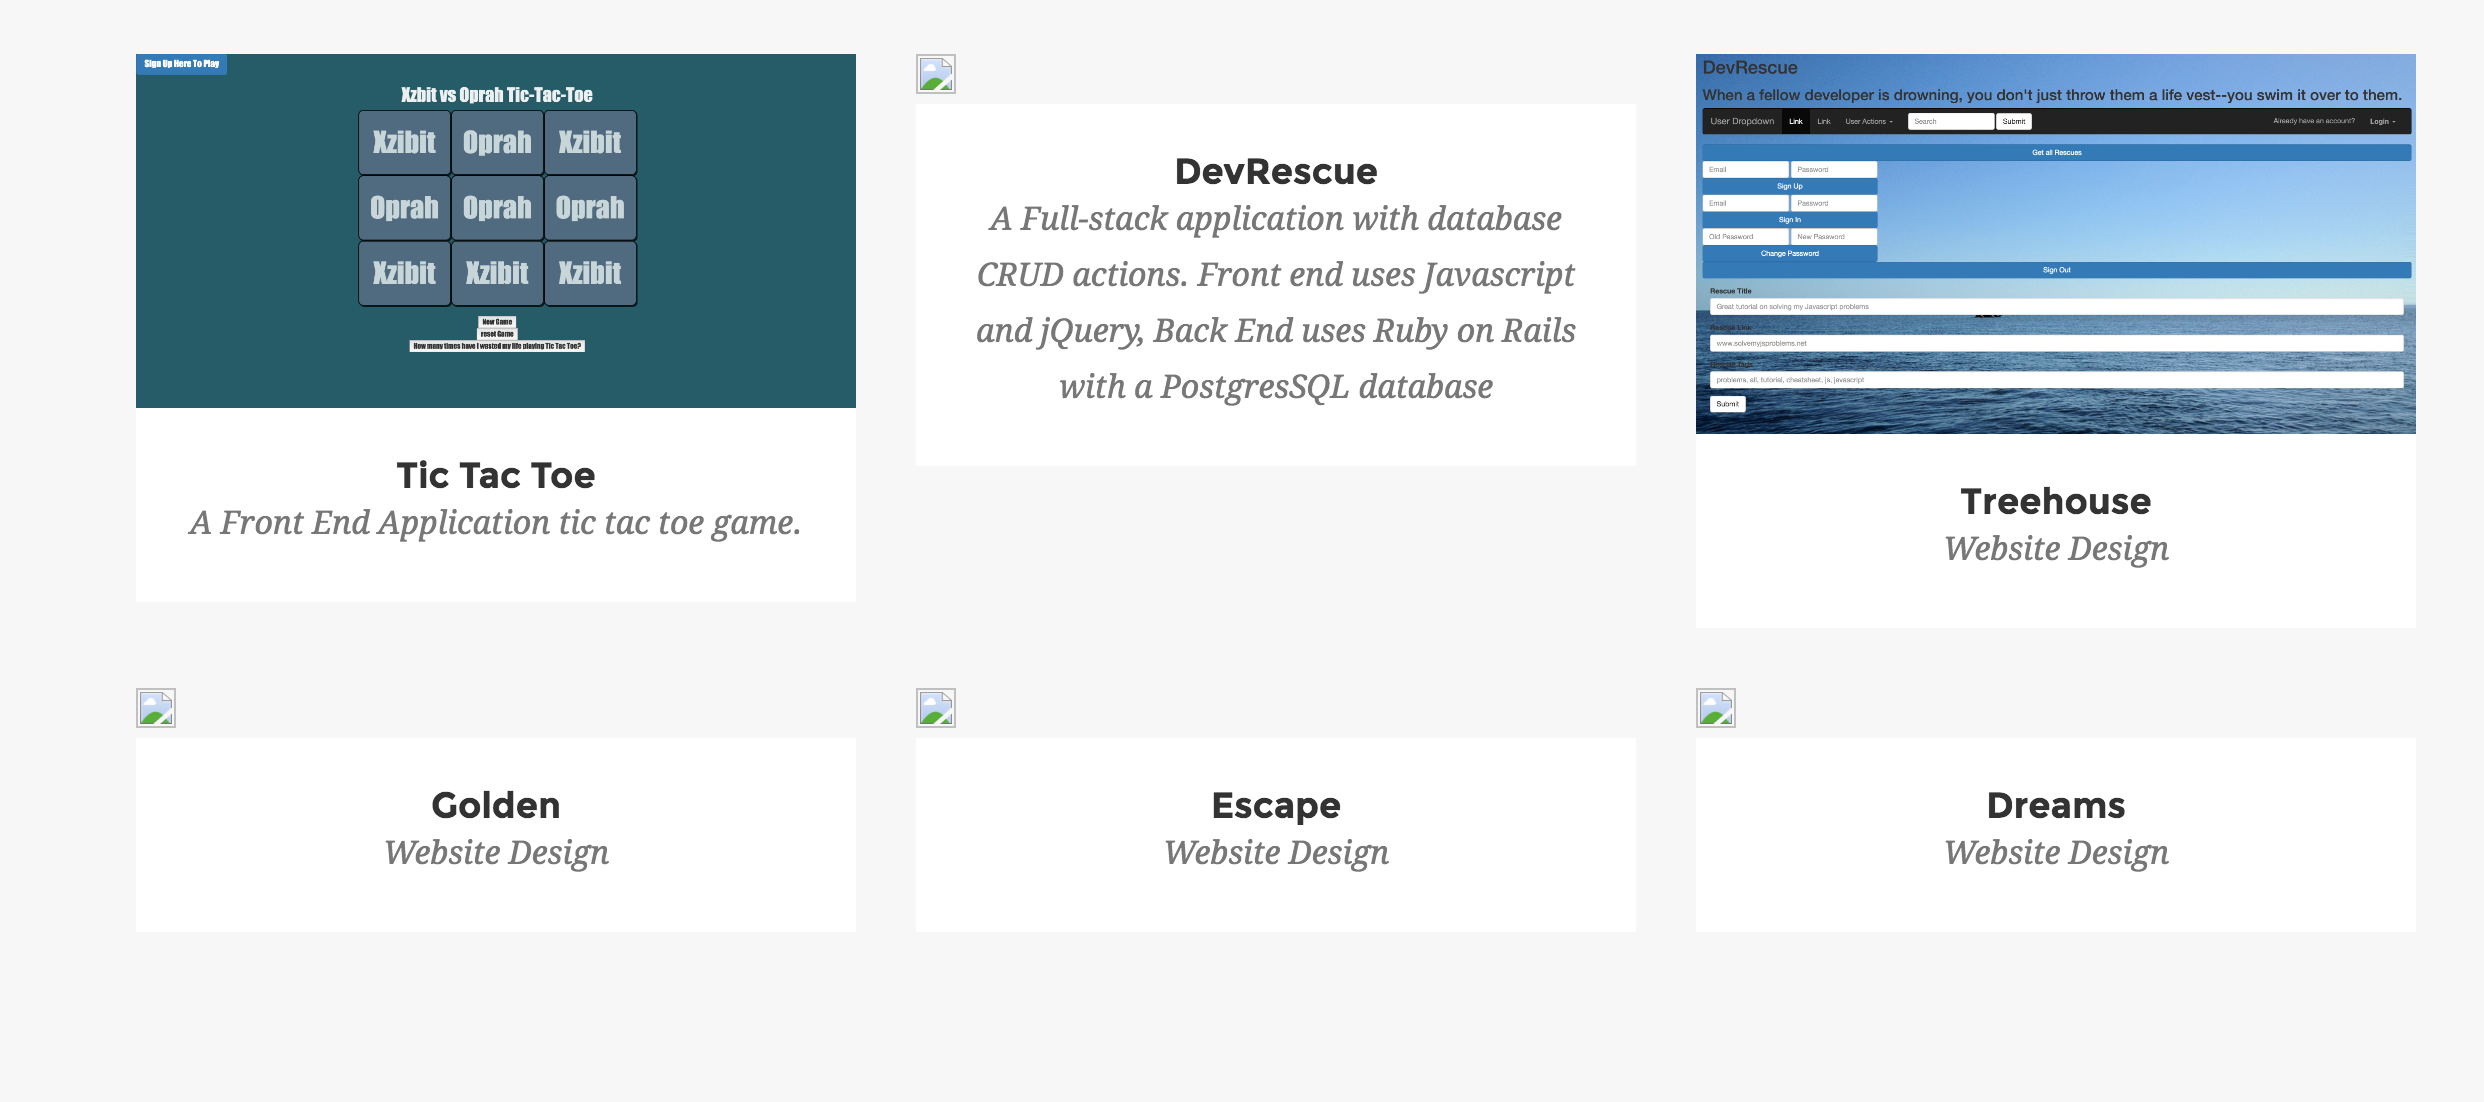 Sign Up Here To Play
Xzbit vs Oprah Tic-Tac-Toe
Xzibit Oprah Xzibit
Oprah Oprah Oprah
Xzibit Xzibit Xzibit
New Game
reset Game
How many times have I wasted my life playing Tic Tac Toe?
Tic Tac Toe
A Front End Application tic tac toe game.
DevRescue
A Full-stack application with database
CRUD actions. Front end uses Javascript
and jQuery, Back End uses Ruby on Rails
with a PostgresSQL database
DevRescue
When a fellow developer is drowning, you don't just throw them a life vest--you swim it over to them.
User Dropdown Link Link User Actions Search Submit Already have an account? Login
Get all Rescues
Email Password
Sign Up
Email Password
Sign In
Old Password New Password
Change Password
Sign Out
Rescue Title
Great tutorial on solving my Javascript problems
Rescue Link
www.solvemyjsproblems.net
Rescue Tags
problems, all, tutorial, cheatsheet, js, javascript
Submit
Treehouse
Website Design
Golden
Website Design
Escape
Website Design
Dreams
Website Design